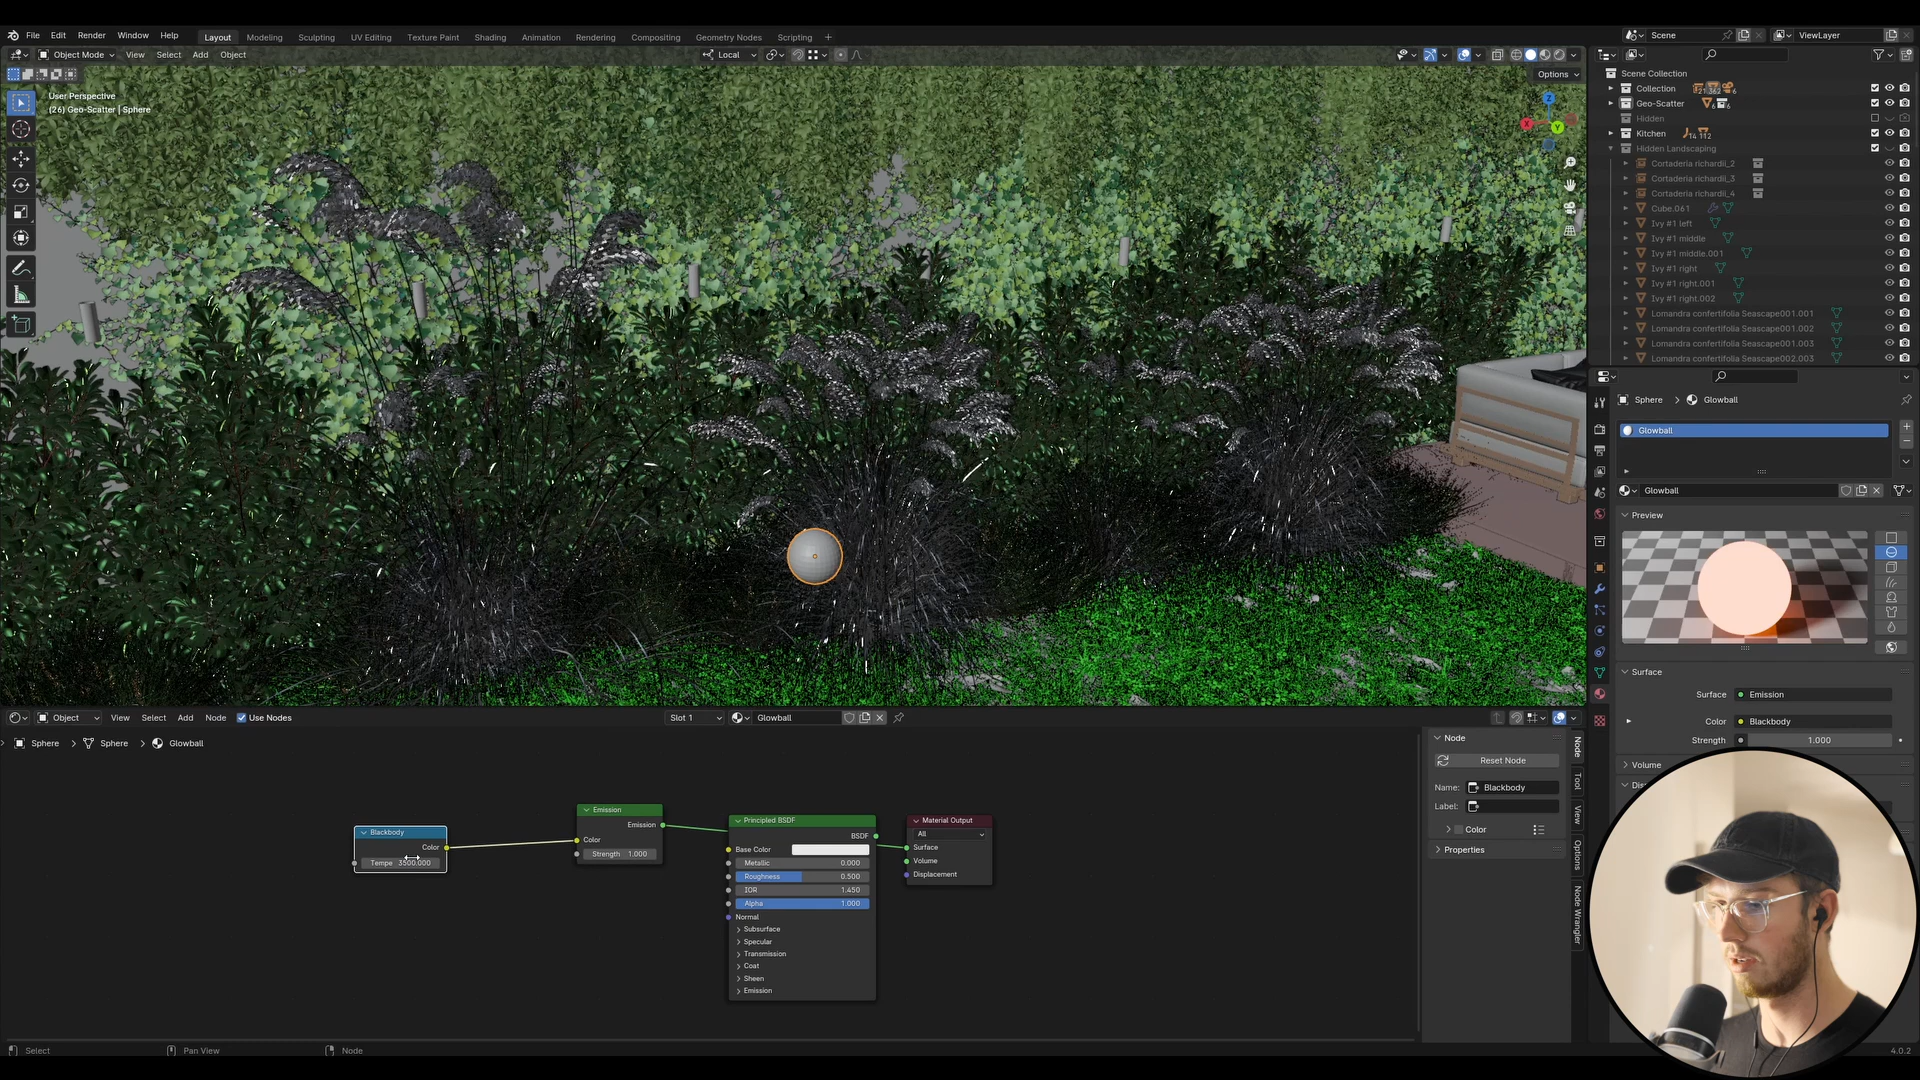 File Edit Render Window Help Layout Modeling Sculpting UV Editing Texture Paint Shading Animation Rendering Compositing Geometry Nodes Scripting + Scene ViewLayer
Object Mode View Select Add Object Local
Options
User Perspective
(26) Geo-Scatter | Sphere
Z
X
Y
Scene Collection
Collection
Geo-Scatter
Hidden
Kitchen
Hidden Landscaping
Cortaderia richardii_2
Cortaderia richardii_3
Cortaderia richardii_4
Cube.061
Ivy #1 left
Ivy #1 middle
Ivy #1 middle.001
Ivy #1 right
Ivy #1 right.001
Ivy #1 right.002
Lomandra confertifolia Seascape001.001
Lomandra confertifolia Seascape001.002
Lomandra confertifolia Seascape001.003
Lomandra confertifolia Seascape002.003
Sphere > Glowball
Glowball
Glowball
Preview
Surface
Surface Emission
Color Blackbody
Strength 1.000
Volume
Object View Select Add Node Use Nodes Slot 1 Glowball
Sphere > Sphere > Glowball
Blackbody
Color
Tempe 3500.000
Emission
Emission
Color
Strength 1.000
Principled BSDF
BSDF
Base Color
Metallic 0.000
Roughness 0.500
IOR 1.450
Alpha 1.000
Normal
Subsurface
Specular
Transmission
Coat
Sheen
Emission
Material Output
All
Surface
Volume
Displacement
Node
Reset Node
Name: Blackbody
Label:
Color
Properties
Node
Tool
View
Options
Node Wrangler
Select Pan View Node 4.0.2